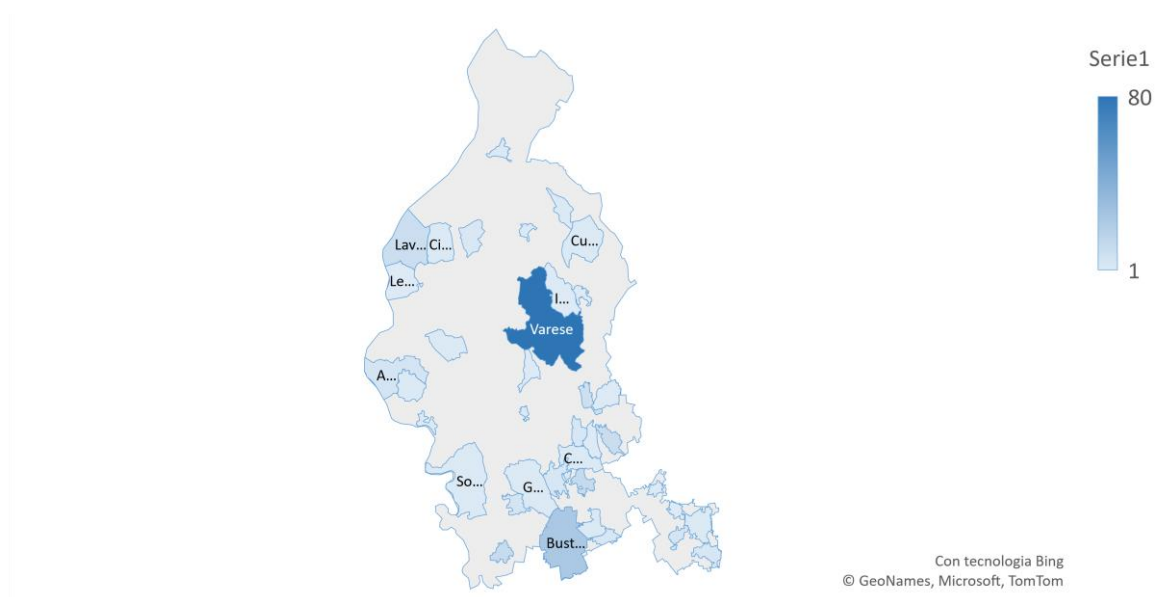 Serie1
80
1
Lav...
Ci...
Cu...
Le...
I...
Varese
A...
C...
So...
G...
Bust...
Con tecnologia Bing
© GeoNames, Microsoft, TomTom